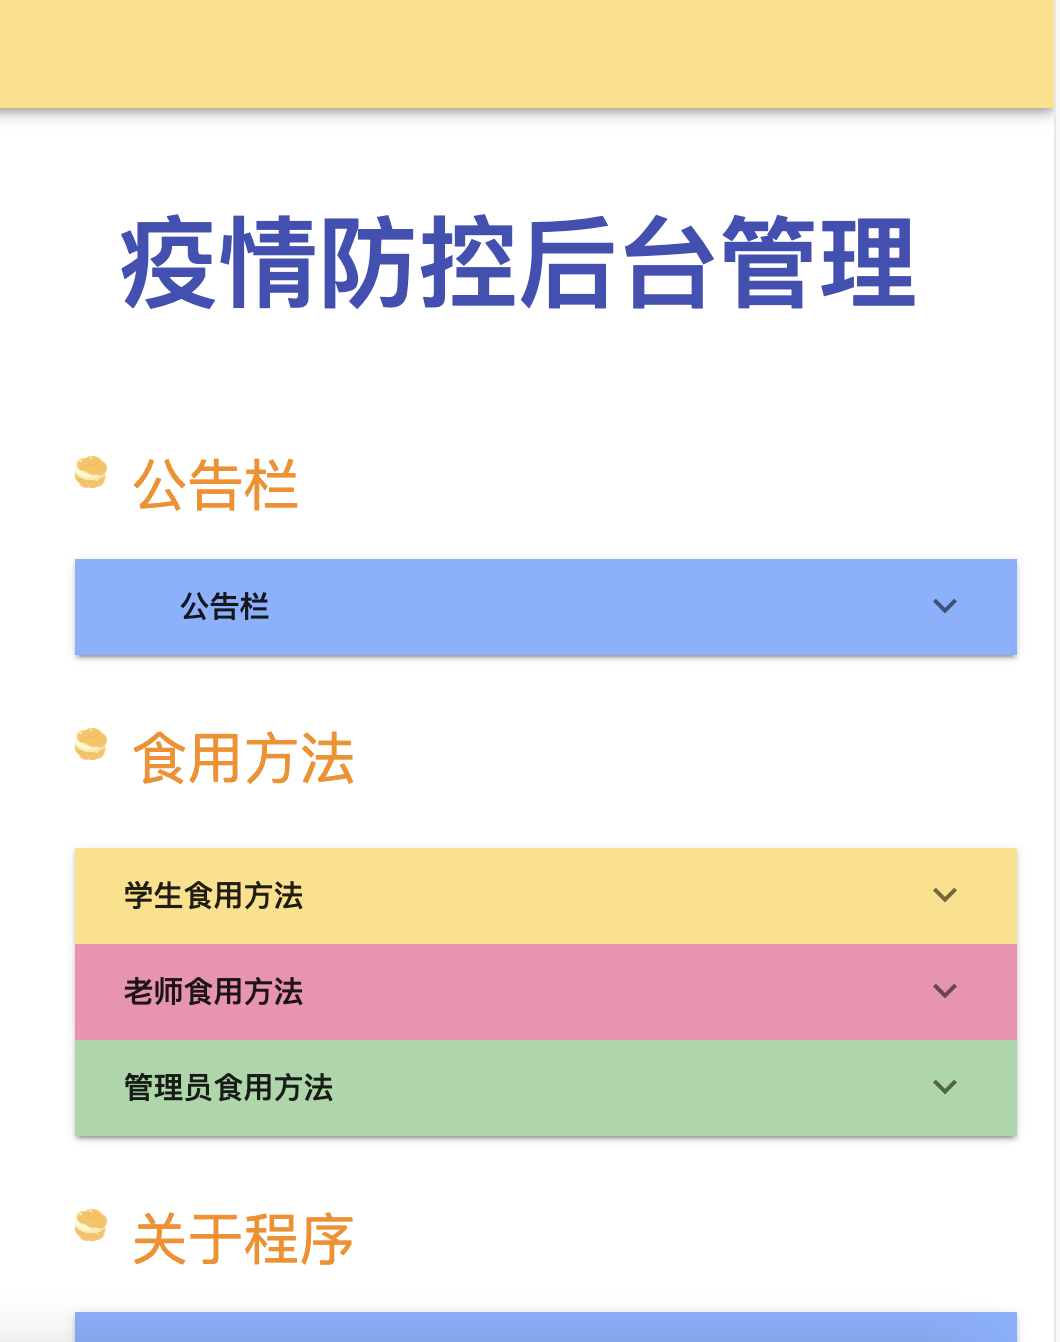 疫情防控后台管理
公告栏
公告栏
食用方法
学生食用方法
老师食用方法
管理员食用方法
关于程序